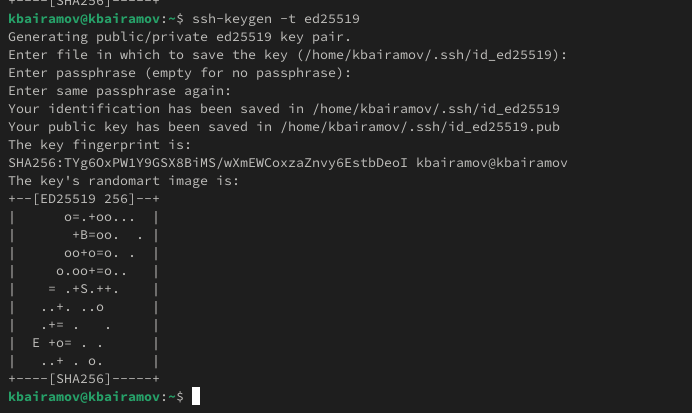 +----[SHA256]-----+
kbairamov@kbairamov:~$ ssh-keygen -t ed25519
Generating public/private ed25519 key pair.
Enter file in which to save the key (/home/kbairamov/.ssh/id_ed25519):
Enter passphrase (empty for no passphrase):
Enter same passphrase again:
Your identification has been saved in /home/kbairamov/.ssh/id_ed25519
Your public key has been saved in /home/kbairamov/.ssh/id_ed25519.pub
The key fingerprint is:
SHA256:TYg6OxPW1Y9GSX8BiMS/wXmEWCoxzaZnvy6EstbDeoI kbairamov@kbairamov
The key's randomart image is:
+--[ED25519 256]--+
|      o=.+oo...  |
|       +B=oo.  . |
|      oo+o=o. .  |
|     o.oo+=o..   |
|    = .+S.++.    |
|   ..+. ..o      |
|   .+= .   .     |
|  E +o= . .      |
|   ..+ . o.      |
+----[SHA256]-----+
kbairamov@kbairamov:~$